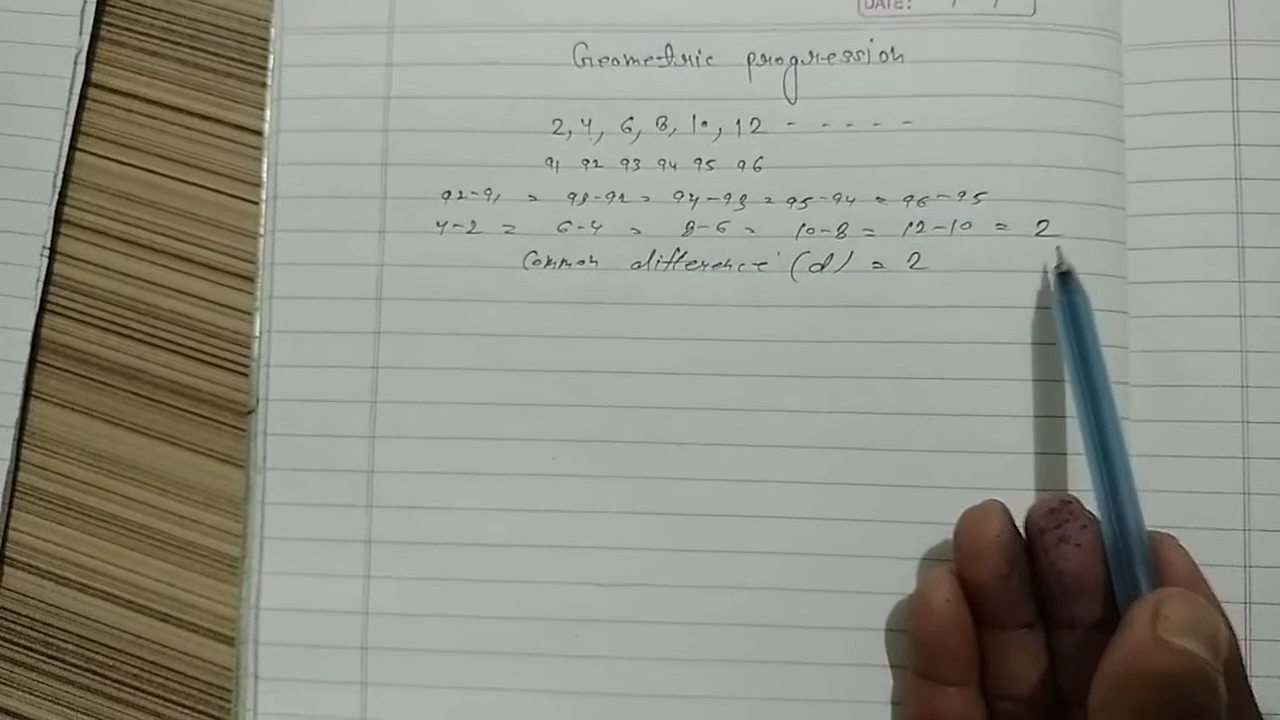 DATE: / /
Geometric progression
2, 4, 6, 8, 10, 12 - - - - -
a1 a2 a3 a4 a5 a6
a2-a1 = a3-a2 = a4-a3 = a5-a4 = a6-a5
4-2 = 6-4 = 8-6 = 10-8 = 12-10 = 2
Common difference (d) = 2